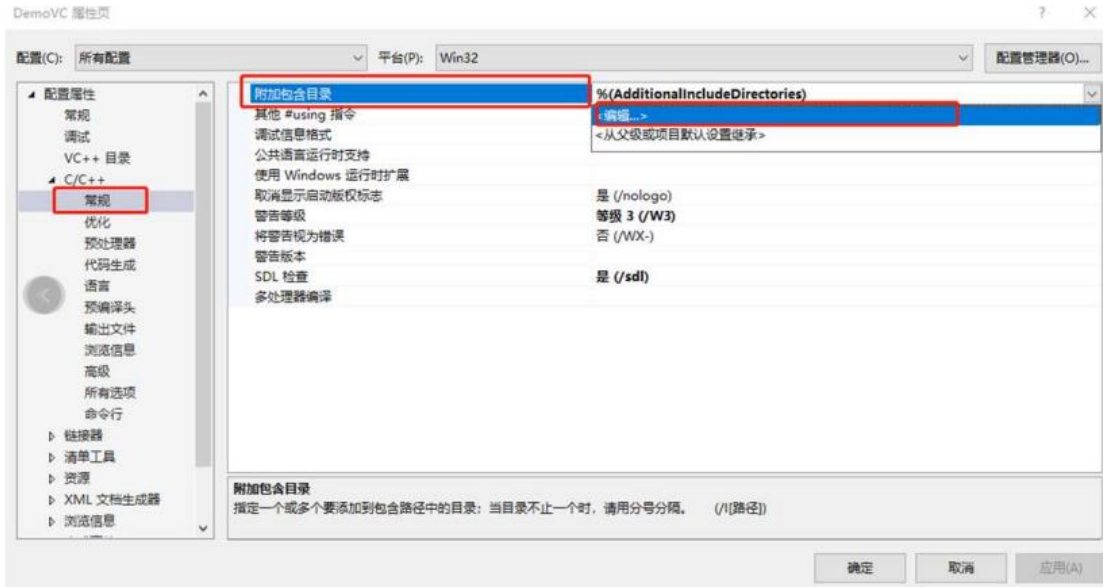 DemoVC 属性页 ? ×
配置(C): 所有配置 平台(P): Win32 配置管理器(O)...
配置属性
常规
调试
VC++ 目录
C/C++
常规
优化
预处理器
代码生成
语言
预编译头
输出文件
浏览信息
高级
所有选项
命令行
链接器
清单工具
资源
XML 文档生成器
浏览信息
附加包含目录 %(AdditionalIncludeDirectories)
其他 #using 指令 <编辑...>
调试信息格式 <从父级或项目默认设置继承>
公共语言运行时支持
使用 Windows 运行时扩展
取消显示启动版权标志 是 (/nologo)
警告等级 等级 3 (/W3)
将警告视为错误 否 (/WX-)
警告版本
SDL 检查 是 (/sdl)
多处理器编译
附加包含目录
指定一个或多个要添加到包含路径中的目录；当目录不止一个时，请用分号分隔。 (/I[路径])
确定 取消 应用(A)